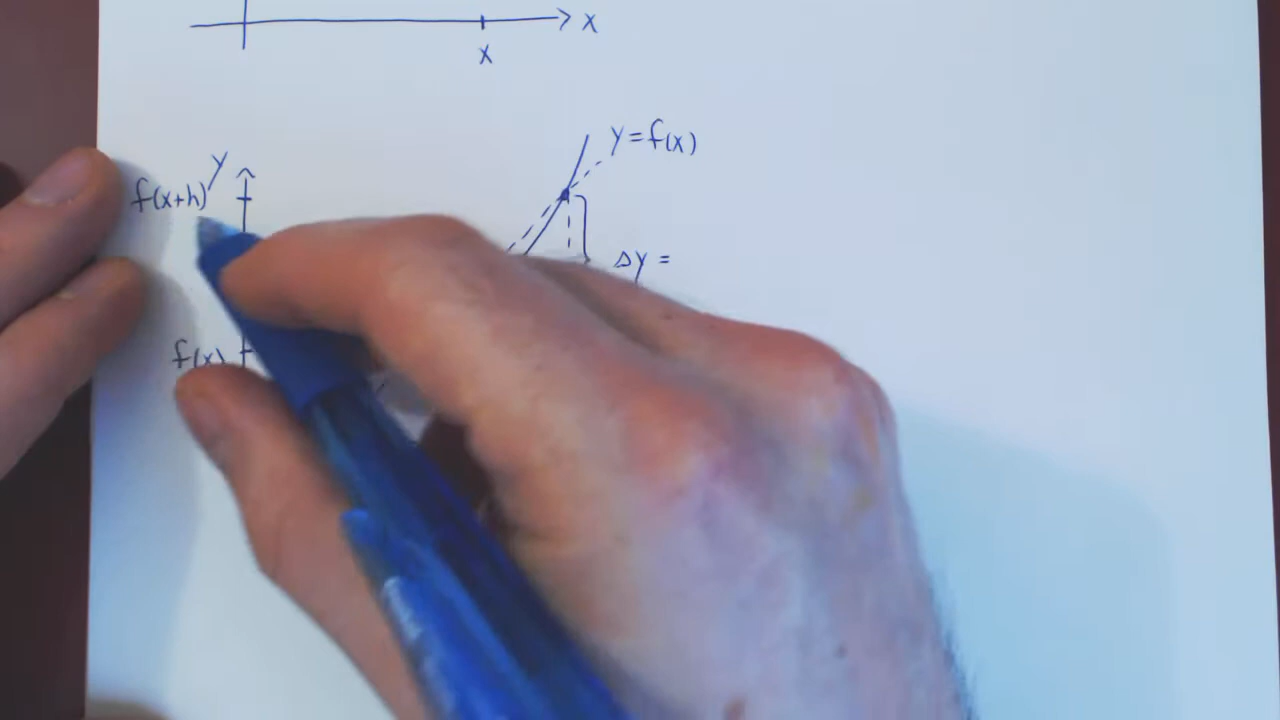 x
x
y = f(x)
y
f(x+h)
Δy =
f(x)